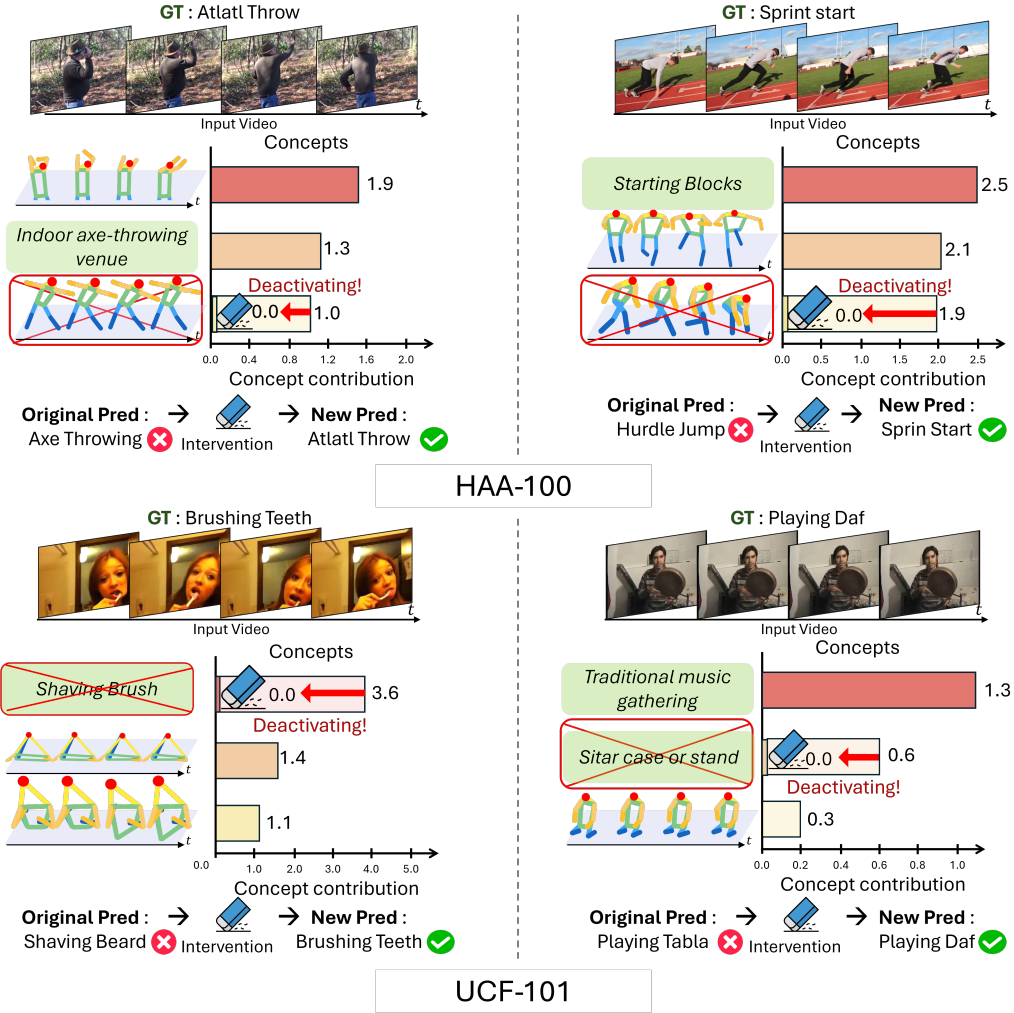 GT : Atlatl Throw
t
Input Video
Concepts
t
1.9
Indoor axe-throwing
venue
1.3
Deactivating!
t
0.0
1.0
0.0 0.4 0.8 1.2 1.6 2.0
Concept contribution
Original Pred :
Axe Throwing
Intervention
New Pred :
Atlatl Throw
GT : Sprint start
t
Input Video
Concepts
Starting Blocks
2.5
t
2.1
Deactivating!
t
0.0
1.9
0.0 0.5 1.0 1.5 2.0 2.5
Concept contribution
Original Pred :
Hurdle Jump
Intervention
New Pred :
Sprin Start
HAA-100
GT : Brushing Teeth
t
Input Video
Concepts
Shaving Brush
0.0
3.6
Deactivating!
t
1.4
t
1.1
0.0 1.0 2.0 3.0 4.0 5.0
Concept contribution
Original Pred :
Shaving Beard
Intervention
New Pred :
Brushing Teeth
GT : Playing Daf
t
Input Video
Concepts
Traditional music
gathering
1.3
Sitar case or stand
0.0
0.6
Deactivating!
t
0.3
0.0 0.2 0.4 0.6 0.8 1.0
Concept contribution
Original Pred :
Playing Tabla
Intervention
New Pred :
Playing Daf
UCF-101